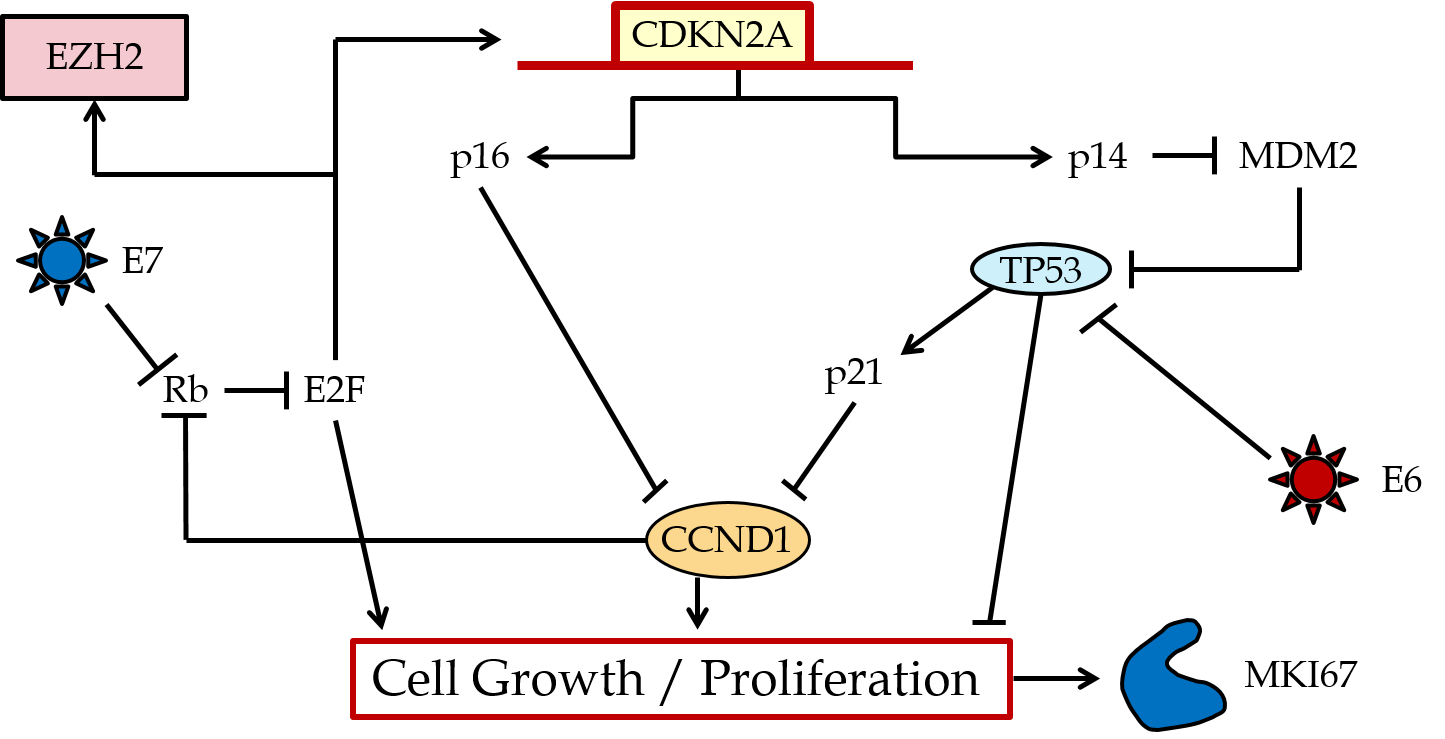 CDKN2A
EZH2
p16
p14
MDM2
E7
TP53
p21
Rb
E2F
E6
CCND1
Cell Growth / Proliferation
MKI67